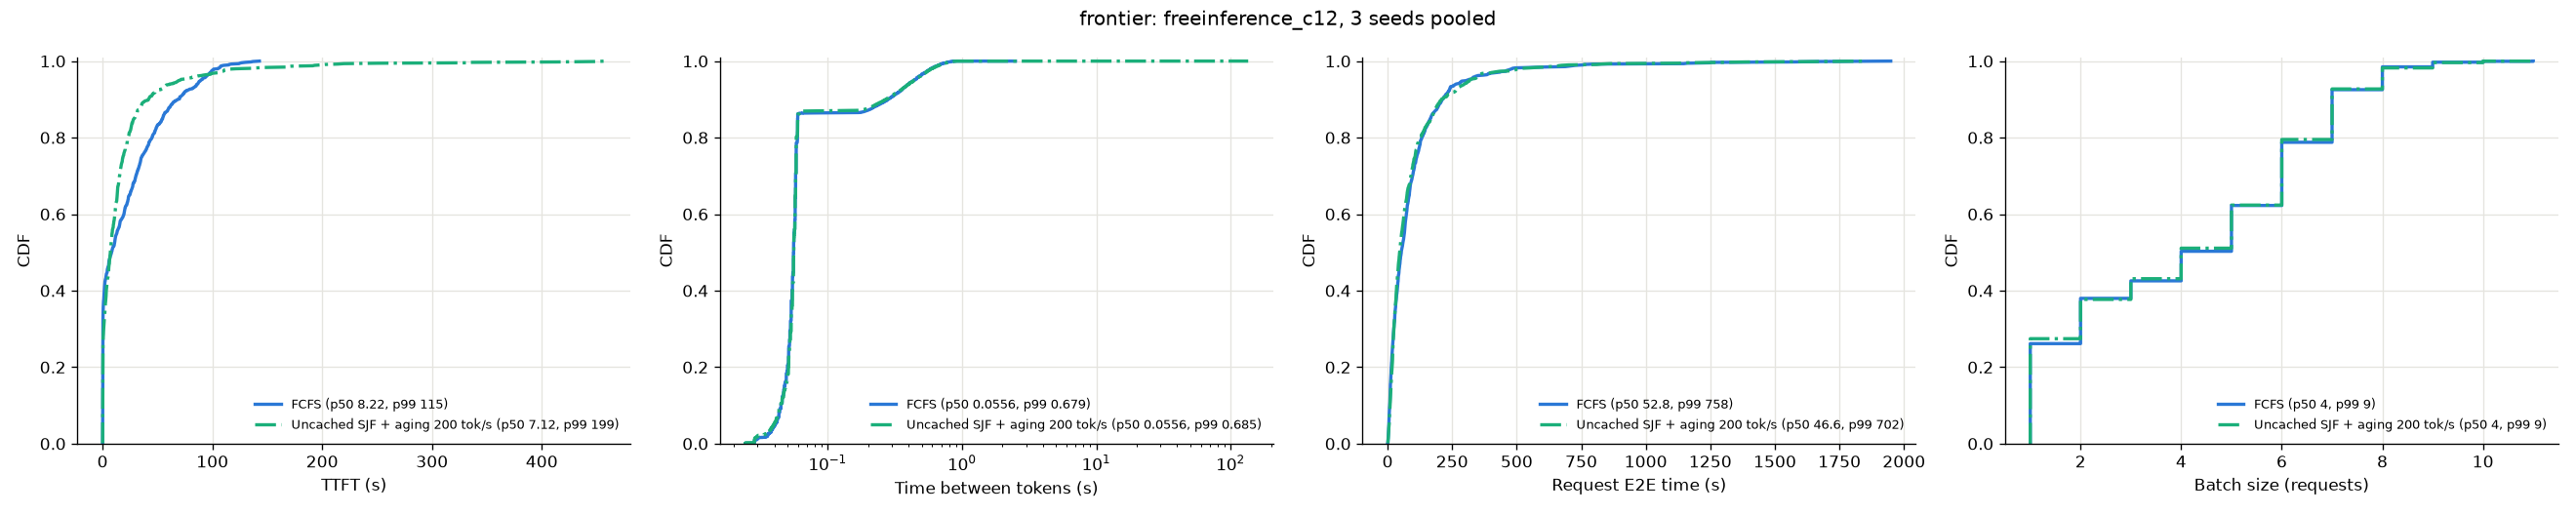 frontier: freeinference_c12, 3 seeds pooled
CDF
1.0
0.8
0.6
0.4
0.2
0.0
FCFS (p50 8.22, p99 115)
Uncached SJF + aging 200 tok/s (p50 7.12, p99 199)
0 100 200 300 400
TTFT (s)
CDF
1.0
0.8
0.6
0.4
0.2
0.0
FCFS (p50 0.0556, p99 0.679)
Uncached SJF + aging 200 tok/s (p50 0.0556, p99 0.685)
10⁻¹ 10⁰ 10¹ 10²
Time between tokens (s)
CDF
1.0
0.8
0.6
0.4
0.2
0.0
FCFS (p50 52.8, p99 758)
Uncached SJF + aging 200 tok/s (p50 46.6, p99 702)
0 250 500 750 1000 1250 1500 1750 2000
Request E2E time (s)
CDF
1.0
0.8
0.6
0.4
0.2
0.0
FCFS (p50 4, p99 9)
Uncached SJF + aging 200 tok/s (p50 4, p99 9)
2 4 6 8 10
Batch size (requests)